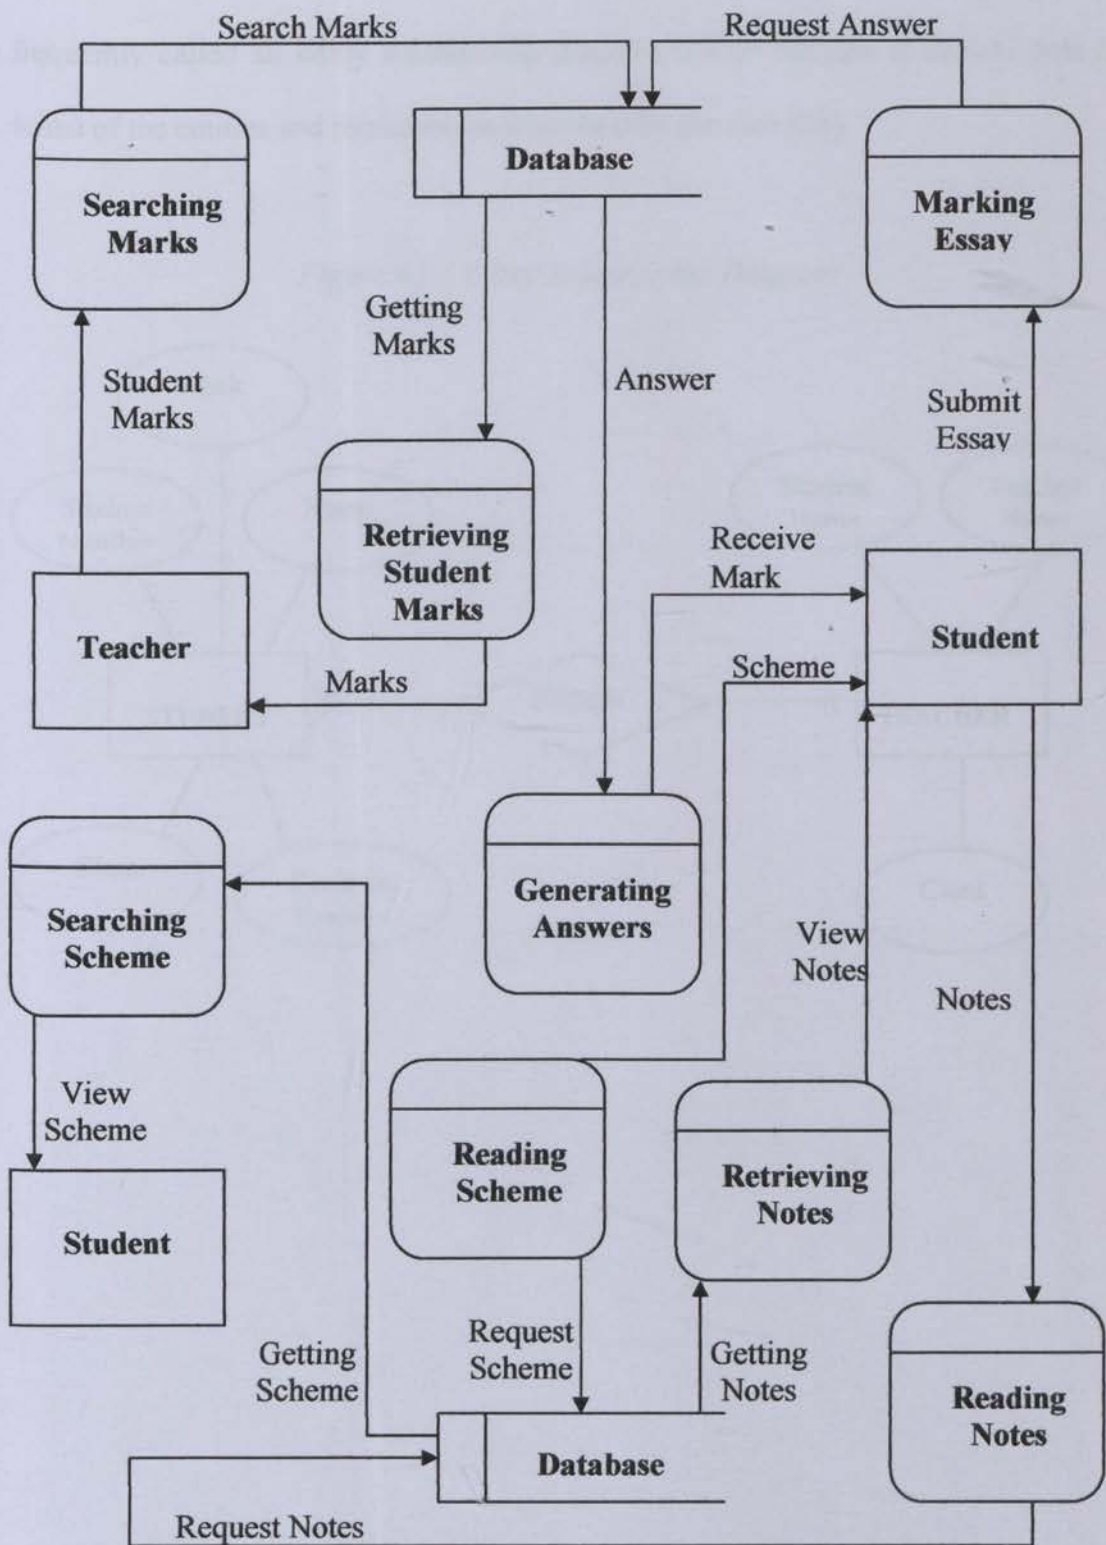 Search Marks
Request Answer
Database
Searching
Marks
Marking
Essay
Getting
Marks
Answer
Student
Marks
Submit
Essay
Retrieving
Student
Marks
Receive
Mark
Teacher
Student
Marks
Scheme
Generating
Answers
Searching
Scheme
View
Notes
Notes
View
Scheme
Reading
Scheme
Retrieving
Notes
Student
Getting
Scheme
Request
Scheme
Getting
Notes
Reading
Notes
Database
Request Notes